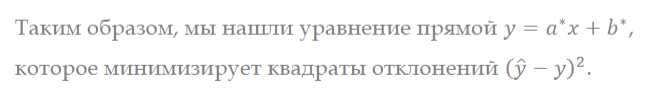 Таким образом, мы нашли уравнение прямой y = a*x + b*,
которое минимизирует квадраты отклонений (ŷ − y)².